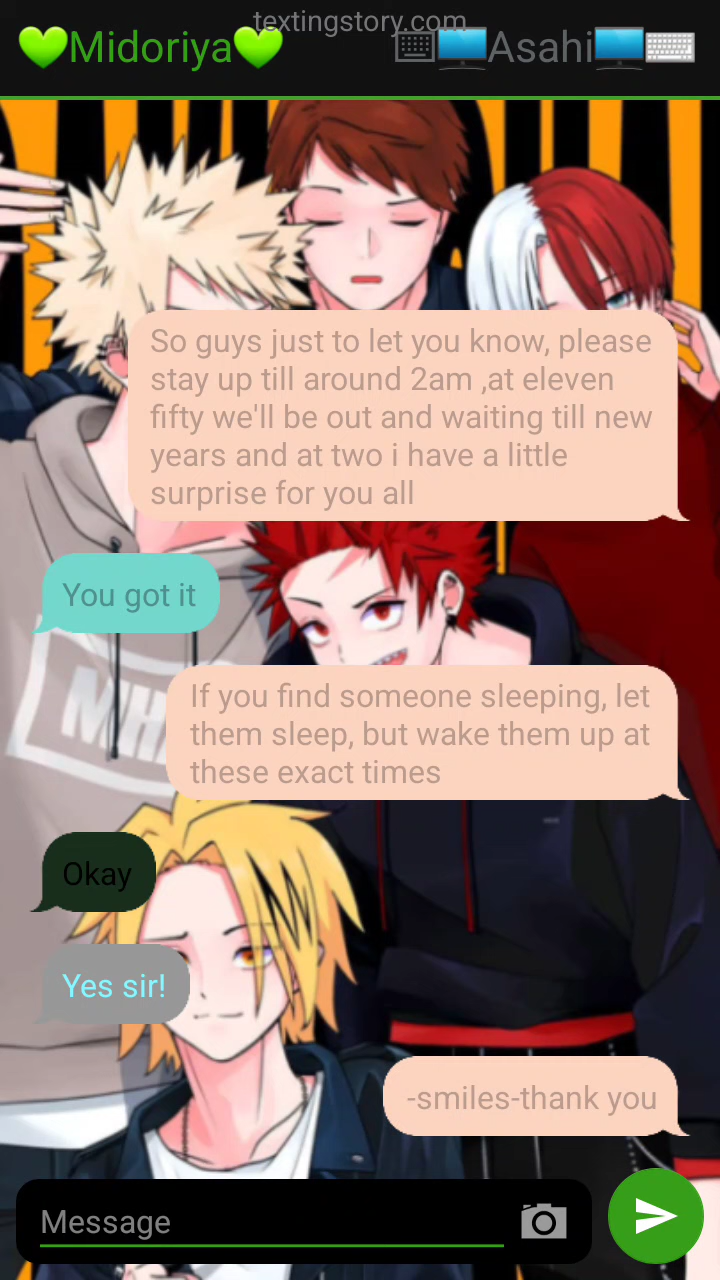 textingstory.com
💚Midoriya💚
⌨🖥Asahi🖥⌨
So guys just to let you know, please
stay up till around 2am ,at eleven
fifty we'll be out and waiting till new
years and at two i have a little
surprise for you all
You got it
If you find someone sleeping, let
them sleep, but wake them up at
these exact times
MH
Okay
Yes sir!
-smiles-thank you
Message